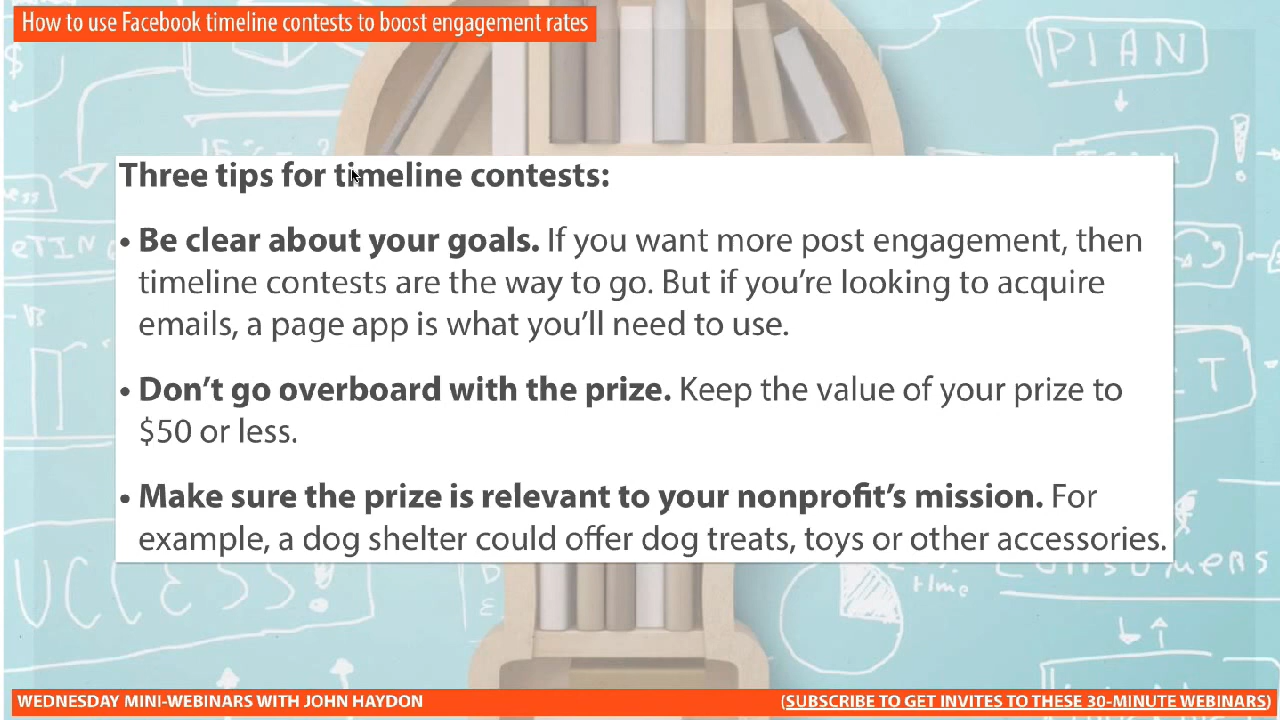 How to use Facebook timeline contests to boost engagement rates
PLAN
Three tips for timeline contests:
• Be clear about your goals. If you want more post engagement, then
timeline contests are the way to go. But if you're looking to acquire
emails, a page app is what you'll need to use.
• Don't go overboard with the prize. Keep the value of your prize to
$50 or less.
• Make sure the prize is relevant to your nonprofit's mission. For
example, a dog shelter could offer dog treats, toys or other accessories.
time
WEDNESDAY MINI-WEBINARS WITH JOHN HAYDON
(SUBSCRIBE TO GET INVITES TO THESE 30-MINUTE WEBINARS)